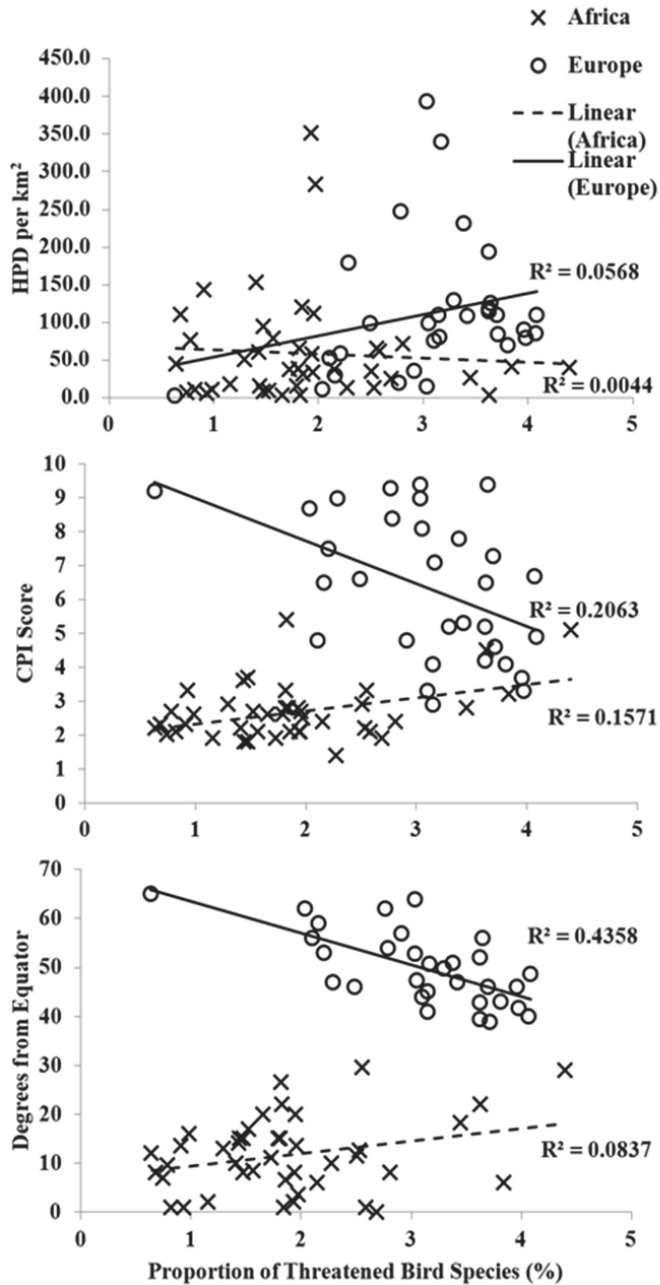 Africa
Europe
Linear
(Africa)
Linear
(Europe)
450.0
400.0
350.0
300.0
250.0
200.0
150.0
100.0
50.0
0.0
HPD per km²
R² = 0.0568
R² = 0.0044
0 1 2 3 4 5
10
9
8
7
6
5
4
3
2
1
0
CPI Score
R² = 0.2063
R² = 0.1571
0 1 2 3 4 5
70
60
50
40
30
20
10
0
Degrees from Equator
R² = 0.4358
R² = 0.0837
0 1 2 3 4 5
Proportion of Threatened Bird Species (%)